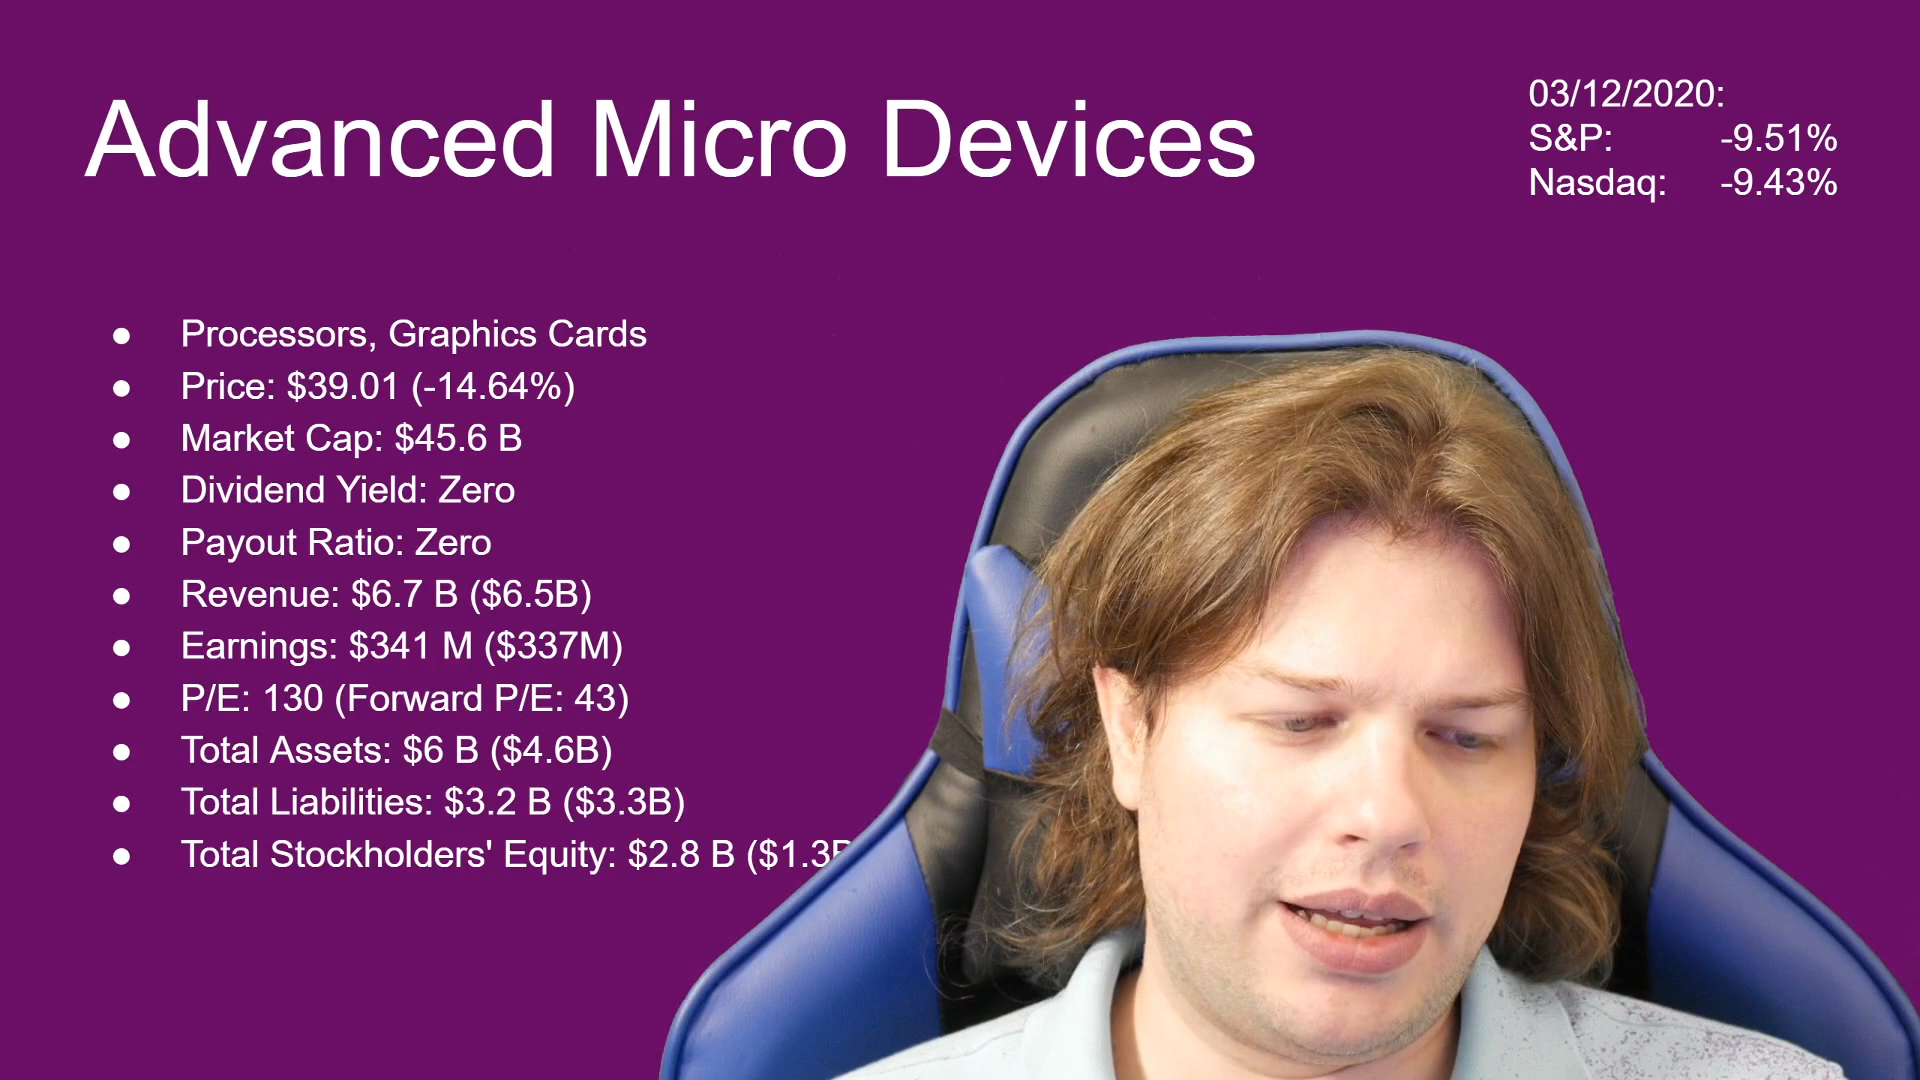 Advanced Micro Devices
03/12/2020:
S&P: -9.51%
Nasdaq: -9.43%
● Processors, Graphics Cards
● Price: $39.01 (-14.64%)
● Market Cap: $45.6 B
● Dividend Yield: Zero
● Payout Ratio: Zero
● Revenue: $6.7 B ($6.5B)
● Earnings: $341 M ($337M)
● P/E: 130 (Forward P/E: 43)
● Total Assets: $6 B ($4.6B)
● Total Liabilities: $3.2 B ($3.3B)
● Total Stockholders' Equity: $2.8 B ($1.3